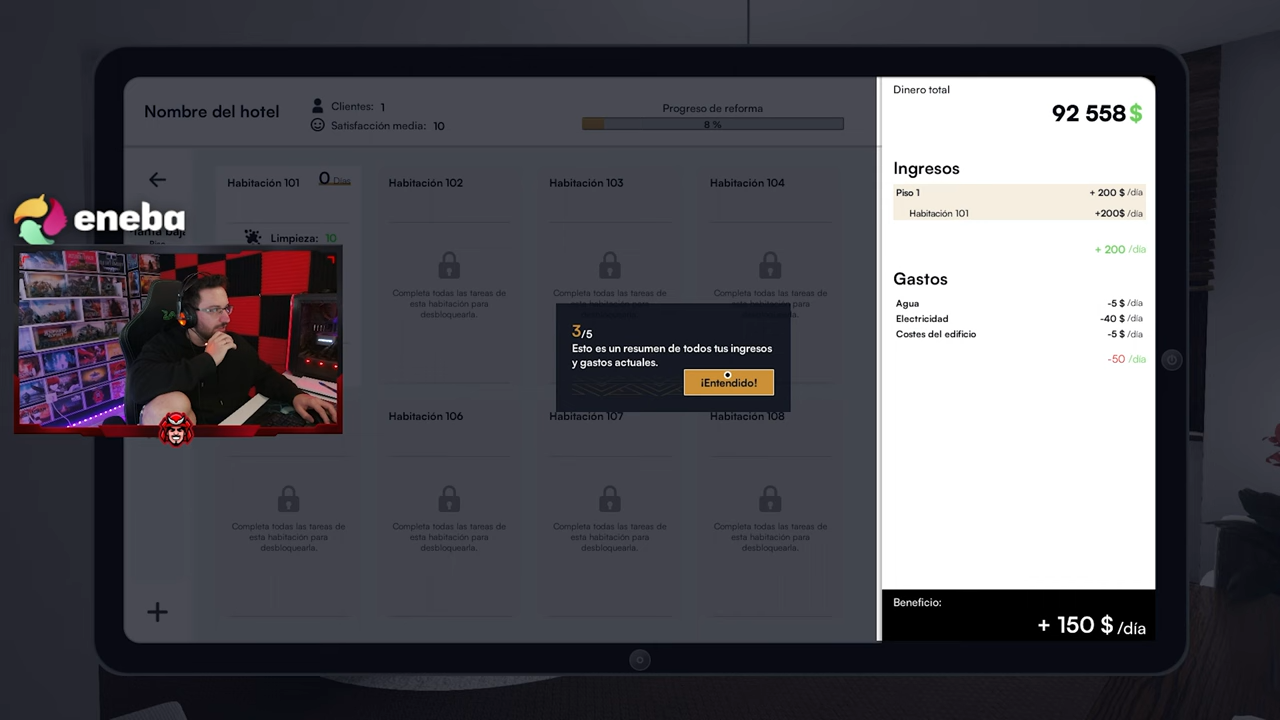 Nombre del hotel
Clientes: 1
Satisfacción media: 10
Progreso de reforma
8 %
Dinero total
92 558 $
Ingresos
Piso 1 + 200 $ /día
Habitación 101 +200$ /día
+ 200 /día
Gastos
Agua -5 $ /día
Electricidad -40 $ /día
Costes del edificio -5 $ /día
-50 /día
Beneficio:
+ 150 $ /día
Habitación 101 0 Días
Limpieza: 10
Habitación 102
Completa todas las tareas de
esta habitación para
desbloquearla.
Habitación 103
Completa todas las tareas de
esta habitación para
Habitación 104
Completa todas las tareas de
esta habitación para
desbloquearla.
eneba
3/5
Esto es un resumen de todos tus ingresos
y gastos actuales.
¡Entendido!
Completa todas las tareas de
esta habitación para
desbloquearla.
Habitación 106
Completa todas las tareas de
esta habitación para
desbloquearla.
Habitación 107
Completa todas las tareas de
esta habitación para
desbloquearla.
Habitación 108
Completa todas las tareas de
esta habitación para
desbloquearla.